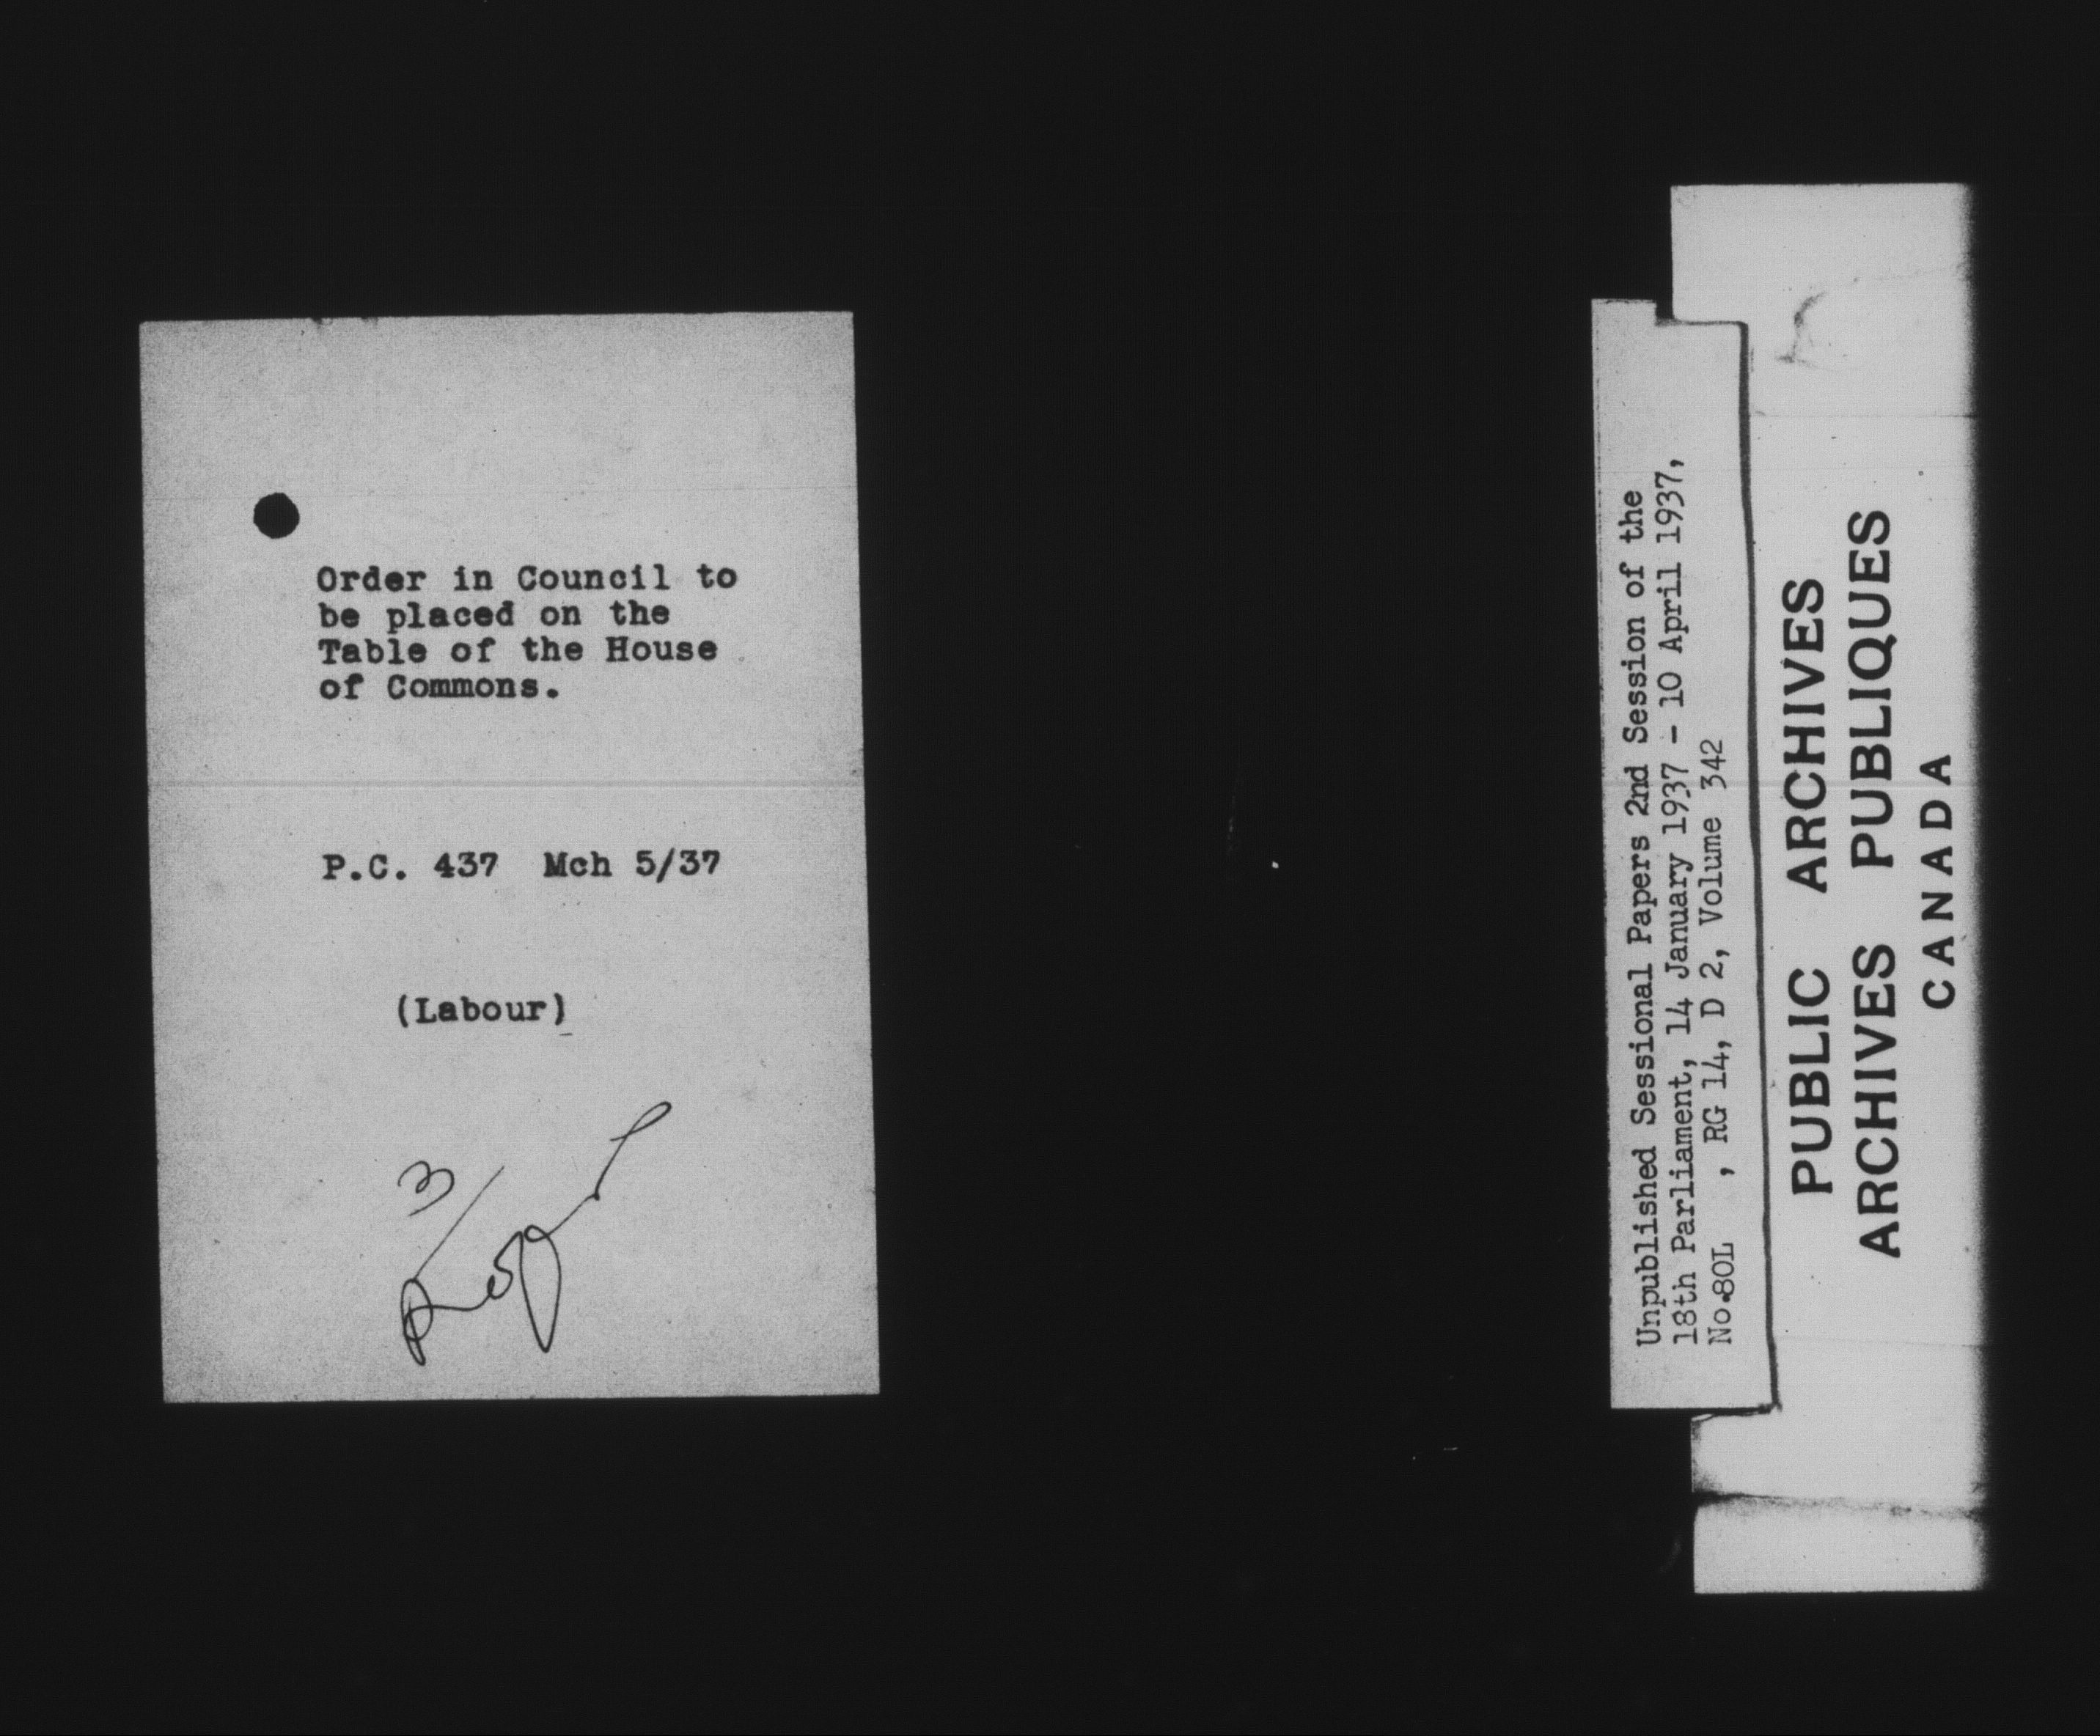 Order in Council to
be placed on the
Table of the House
of Commons.
P.C. 437 Mch 5/37
(Labour)
3
Unpublished Sessional Papers 2nd Session of the
18th Parliament, 14 January 1937 - 10 April 1937,
No.80L , RG 14, D 2, Volume 342
PUBLIC ARCHIVES
ARCHIVES PUBLIQUES
CANADA